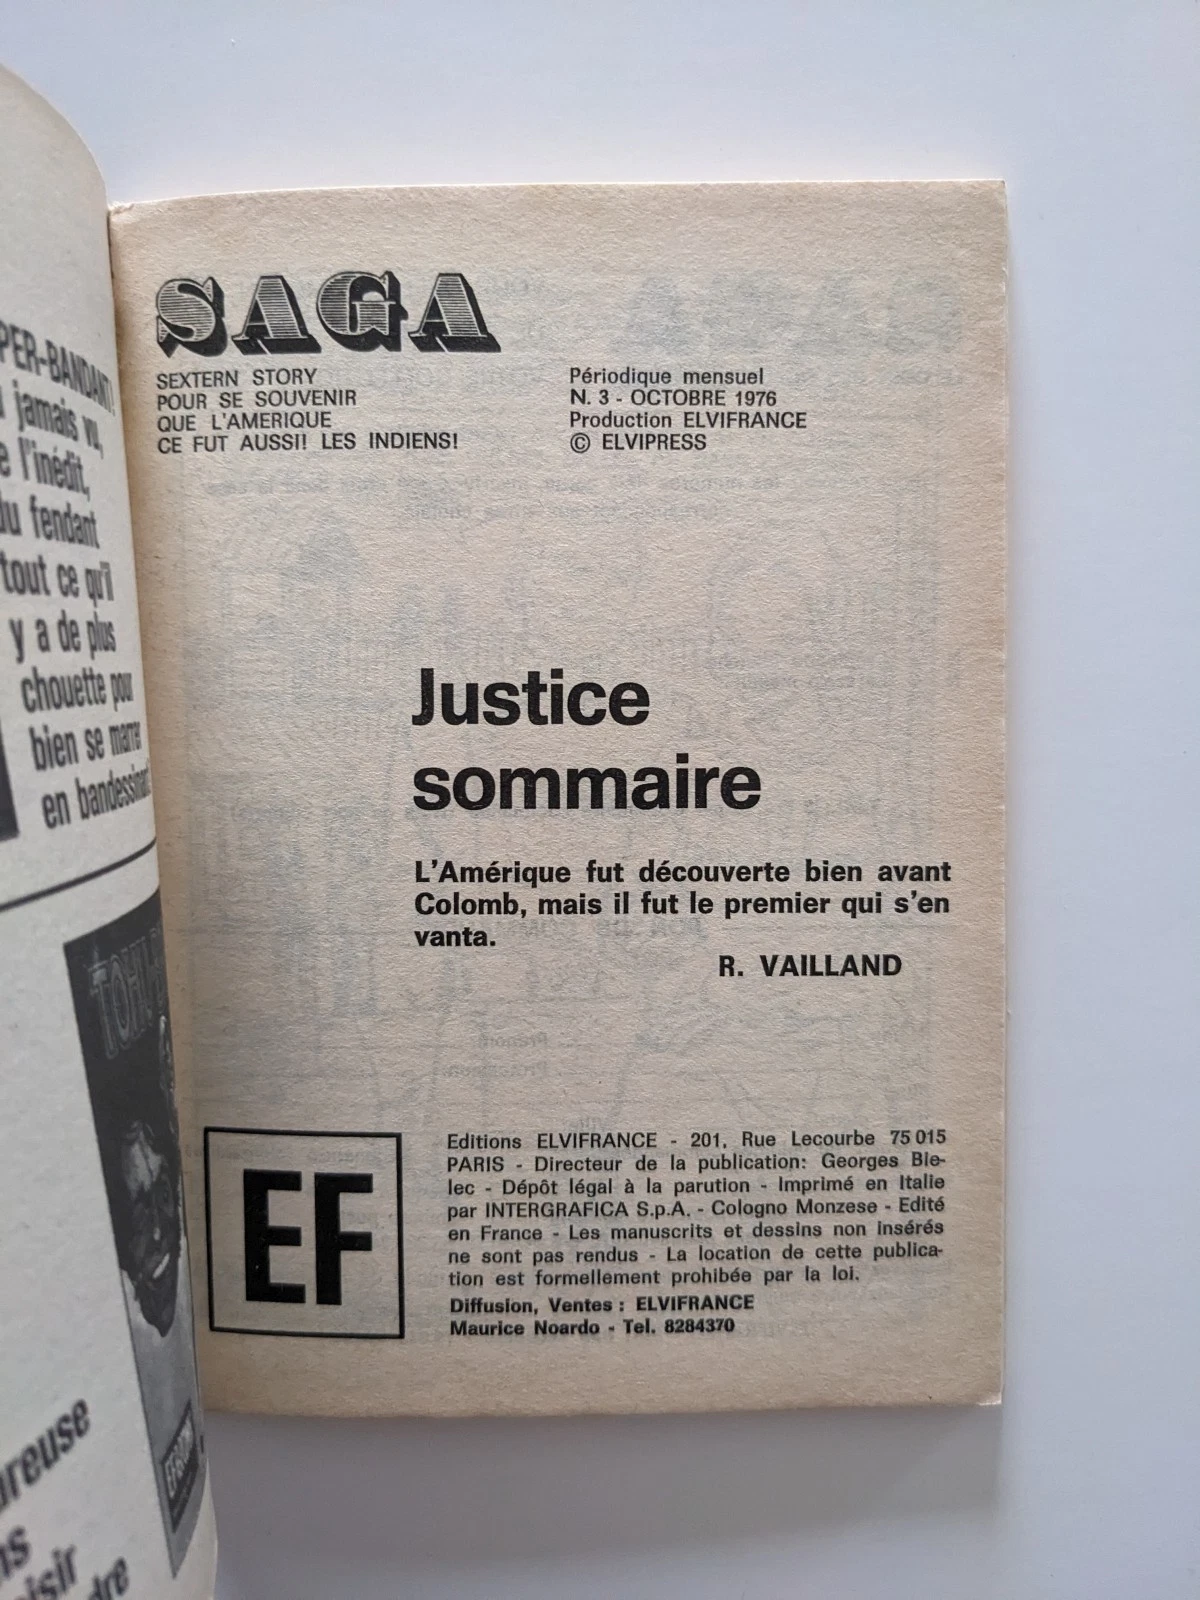 PER-BANDANT!
jamais vu,
l'inédit,
du fendant
tout ce qu'il
y a de plus
chouette pour
bien se marrer
en bandessinant
SAGA
SEXTERN STORY
POUR SE SOUVENIR
QUE L'AMERIQUE
CE FUT AUSSI! LES INDIENS!
Périodique mensuel
N. 3 - OCTOBRE 1976
Production ELVIFRANCE
© ELVIPRESS
Justice
sommaire
L'Amérique fut découverte bien avant
Colomb, mais il fut le premier qui s'en
vanta.
R. VAILLAND
EF
Editions ELVIFRANCE - 201, Rue Lecourbe 75 015
PARIS - Directeur de la publication: Georges Bie-
lec - Dépôt légal à la parution - Imprimé en Italie
par INTERGRAFICA S.p.A. - Cologno Monzese - Edité
en France - Les manuscrits et dessins non insérés
ne sont pas rendus - La location de cette publica-
tion est formellement prohibée par la loi.
Diffusion, Ventes : ELVIFRANCE
Maurice Noardo - Tel. 8284370